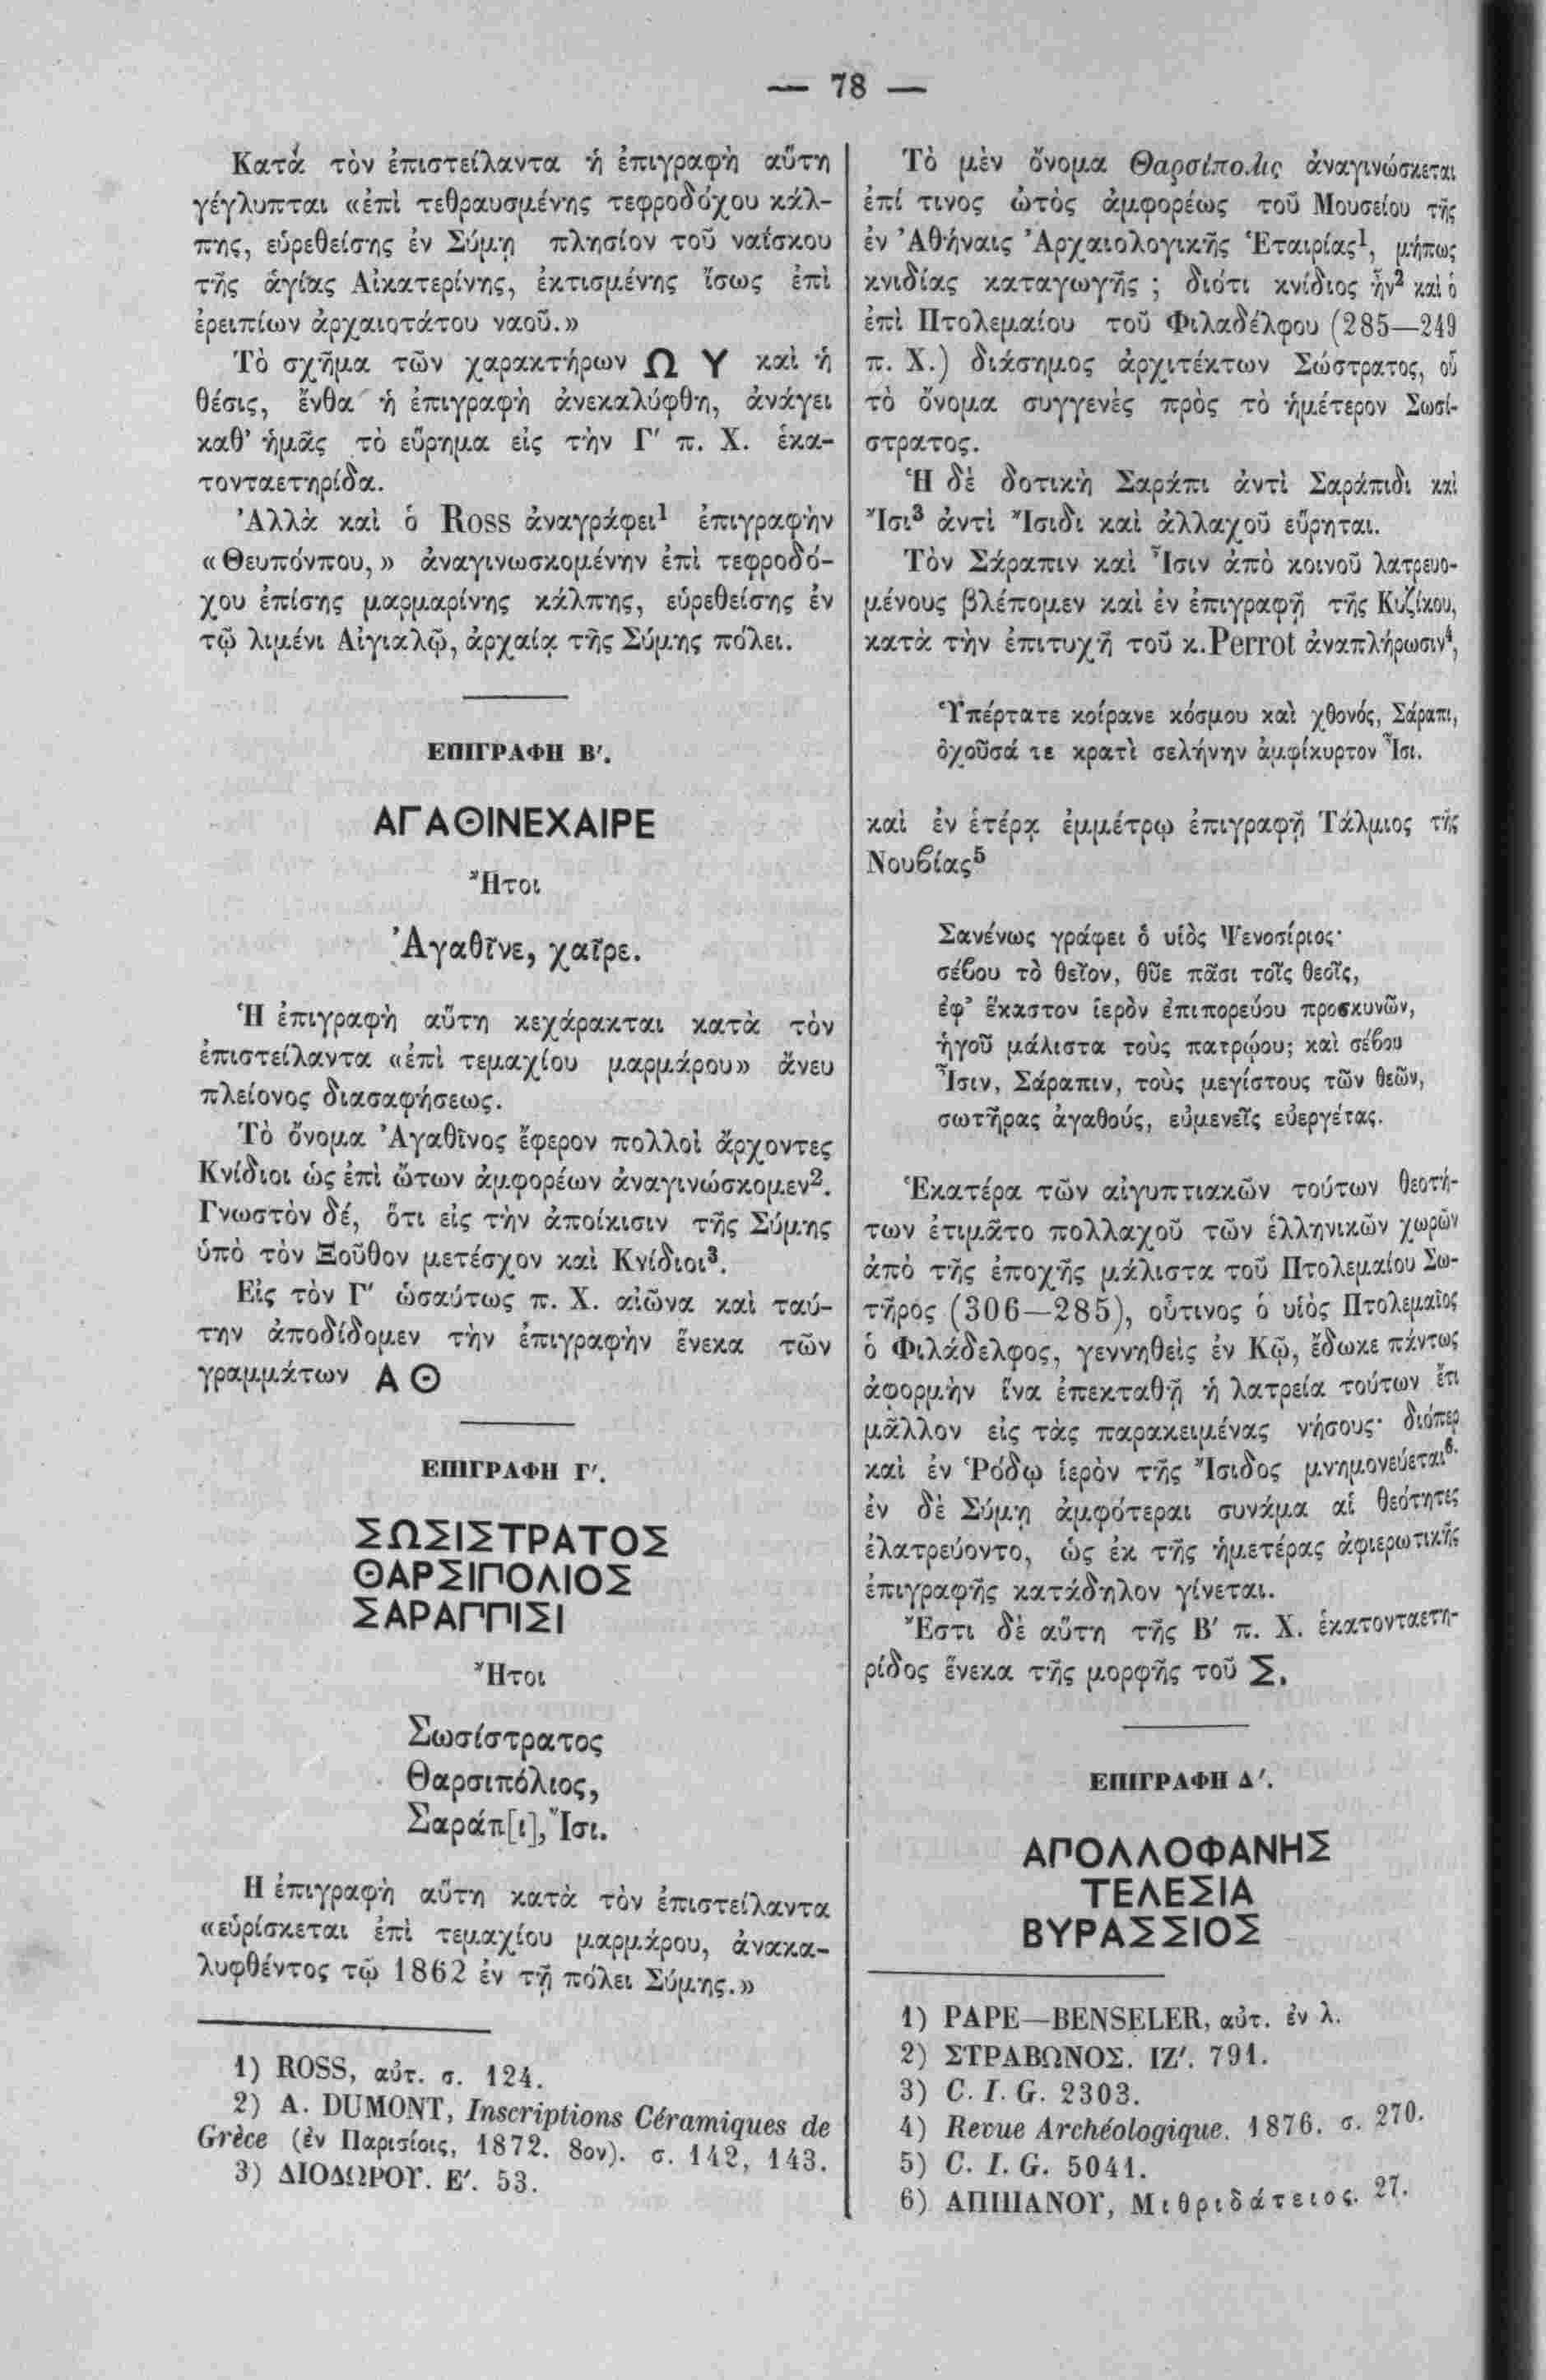 — 78 —
Κατὰ τὸν ἐπιστείλαντα ἡ ἐπιγραφὴ αὕτη
γέγλυπται «ἐπὶ τεθραυσμένης τεφροδόχου κάλ-
πης, εὑρεθείσης ἐν Σύμῃ πλησίον τοῦ ναΐσκου
τῆς ἁγίας Αἰκατερίνης, ἐκτισμένης ἴσως ἐπὶ
ἐρειπίων ἀρχαιοτάτου ναοῦ.»
Τὸ σχῆμα τῶν χαρακτήρων Ω Υ καὶ ἡ
θέσις, ἔνθα ἡ ἐπιγραφὴ ἀνεκαλύφθη, ἀνάγει
καθ' ἡμᾶς τὸ εὕρημα εἰς τὴν Γ' π. Χ. ἑκα-
τονταετηρίδα.
Ἀλλὰ καὶ ὁ Ross ἀναγράφει¹ ἐπιγραφὴν
«Θευπόνπου,» ἀναγινωσκομένην ἐπὶ τεφροδό-
χου ἐπίσης μαρμαρίνης κάλπης, εὑρεθείσης ἐν
τῷ λιμένι Αἰγιαλῷ, ἀρχαίᾳ τῆς Σύμης πόλει.
ΕΠΙΓΡΑΦΗ Β'.
ΑΓΑΘΙΝΕΧΑΙΡΕ
Ἤτοι
Ἀγαθῖνε, χαῖρε.
Ἡ ἐπιγραφὴ αὕτη κεχάρακται κατὰ τὸν
ἐπιστείλαντα «ἐπὶ τεμαχίου μαρμάρου» ἄνευ
πλείονος διασαφήσεως.
Τὸ ὄνομα Ἀγαθῖνος ἔφερον πολλοὶ ἄρχοντες
Κνίδιοι ὡς ἐπὶ ὤτων ἀμφορέων ἀναγινώσκομεν².
Γνωστὸν δέ, ὅτι εἰς τὴν ἀποίκισιν τῆς Σύμης
ὑπὸ τὸν Ξοῦθον μετέσχον καὶ Κνίδιοι³.
Εἰς τὸν Γ' ὡσαύτως π. Χ. αἰῶνα καὶ ταύ-
την ἀποδίδομεν τὴν ἐπιγραφὴν ἕνεκα τῶν
γραμμάτων Α Θ
ΕΠΙΓΡΑΦΗ Γ'.
ΣΩΣΙΣΤΡΑΤΟΣ
ΘΑΡΣΙΠΟΛΙΟΣ
ΣΑΡΑΠΠΙΣΙ
Ἤτοι
Σωσίστρατος
Θαρσιπόλιος,
Σαράπ[ι], Ἴσι.
Η ἐπιγραφὴ αὕτη κατὰ τὸν ἐπιστείλαντα
«εὑρίσκεται ἐπὶ τεμαχίου μαρμάρου, ἀνακα-
λυφθέντος τῷ 1862 ἐν τῇ πόλει Σύμης.»
1) ROSS, αὐτ. σ. 124.
2) A. DUMONT, Inscriptions Céramiques de
Grèce (ἐν Παρισίοις, 1872. 8ον). σ. 142, 143.
3) ΔΙΟΔΩΡΟΥ. Ε'. 53.
Τὸ μὲν ὄνομα Θαρσίπολις ἀναγινώσκεται
ἐπί τινος ὠτὸς ἀμφορέως τοῦ Μουσείου τῆς
ἐν Ἀθήναις Ἀρχαιολογικῆς Ἑταιρίας¹, μήπως
κνιδίας καταγωγῆς ; διότι κνίδιος ἦν² καὶ ὁ
ἐπὶ Πτολεμαίου τοῦ Φιλαδέλφου (285—249
π. Χ.) διάσημος ἀρχιτέκτων Σώστρατος, οὗ
τὸ ὄνομα συγγενὲς πρὸς τὸ ἡμέτερον Σωσί-
στρατος.
Ἡ δὲ δοτικὴ Σαράπι ἀντὶ Σαράπιδι καὶ
Ἴσι³ ἀντὶ Ἴσιδι καὶ ἀλλαχοῦ εὕρηται.
Τὸν Σάραπιν καὶ Ἶσιν ἀπὸ κοινοῦ λατρευο-
μένους βλέπομεν καὶ ἐν ἐπιγραφῇ τῆς Κυζίκου,
κατὰ τὴν ἐπιτυχῆ τοῦ κ. Perrot ἀναπλήρωσιν⁴,
Ὑπέρτατε κοίρανε κόσμου καὶ χθονός, Σάραπι,
ὀχοῦσά τε κρατὶ σελήνην ἀμφίκυρτον Ἶσι.
καὶ ἐν ἑτέρᾳ ἐμμέτρῳ ἐπιγραφῇ Τάλμιος τῆς
Νουβίας⁵
Σανένως γράφει ὁ υἱὸς Ψενοσίριος·
σέβου τὸ θεῖον, θῦε πᾶσι τοῖς θεοῖς,
ἐφ' ἕκαστον ἱερὸν ἐπιπορεύου προσκυνῶν,
ἡγοῦ μάλιστα τοὺς πατρῴου; καὶ σέβου
Ἶσιν, Σάραπιν, τοὺς μεγίστους τῶν θεῶν,
σωτῆρας ἀγαθούς, εὐμενεῖς εὐεργέτας.
Ἑκατέρα τῶν αἰγυπτιακῶν τούτων θεοτή-
των ἐτιμᾶτο πολλαχοῦ τῶν ἑλληνικῶν χωρῶν
ἀπὸ τῆς ἐποχῆς μάλιστα τοῦ Πτολεμαίου Σω-
τῆρος (306—285), οὗτινος ὁ υἱὸς Πτολεμαῖος
ὁ Φιλάδελφος, γεννηθεὶς ἐν Κῷ, ἔδωκε πάντως
ἀφορμὴν ἵνα ἐπεκταθῇ ἡ λατρεία τούτων ἔτι
μᾶλλον εἰς τὰς παρακειμένας νήσους· διόπερ
καὶ ἐν Ῥόδῳ ἱερὸν τῆς Ἴσιδος μνημονεύεται⁶·
ἐν δὲ Σύμῃ ἀμφότεραι συνάμα αἱ θεότητες
ἐλατρεύοντο, ὡς ἐκ τῆς ἡμετέρας ἀφιερωτικῆς
ἐπιγραφῆς κατάδηλον γίνεται.
Ἔστι δὲ αὕτη τῆς Β' π. Χ. ἑκατονταετη-
ρίδος ἕνεκα τῆς μορφῆς τοῦ Σ.
ΕΠΙΓΡΑΦΗ Δ'.
ΑΠΟΛΛΟΦΑΝΗΣ
ΤΕΛΕΣΙΑ
ΒΥΡΑΣΣΙΟΣ
1) PAPE—BENSELER, αὐτ. ἐν λ.
2) ΣΤΡΑΒΩΝΟΣ. ΙΖ'. 791.
3) C. I. G. 2303.
4) Revue Archéologique. 1876. σ. 270.
5) C. I. G. 5041.
6) ΑΠΠΙΑΝΟΥ, Μιθριδάτειος. 27.